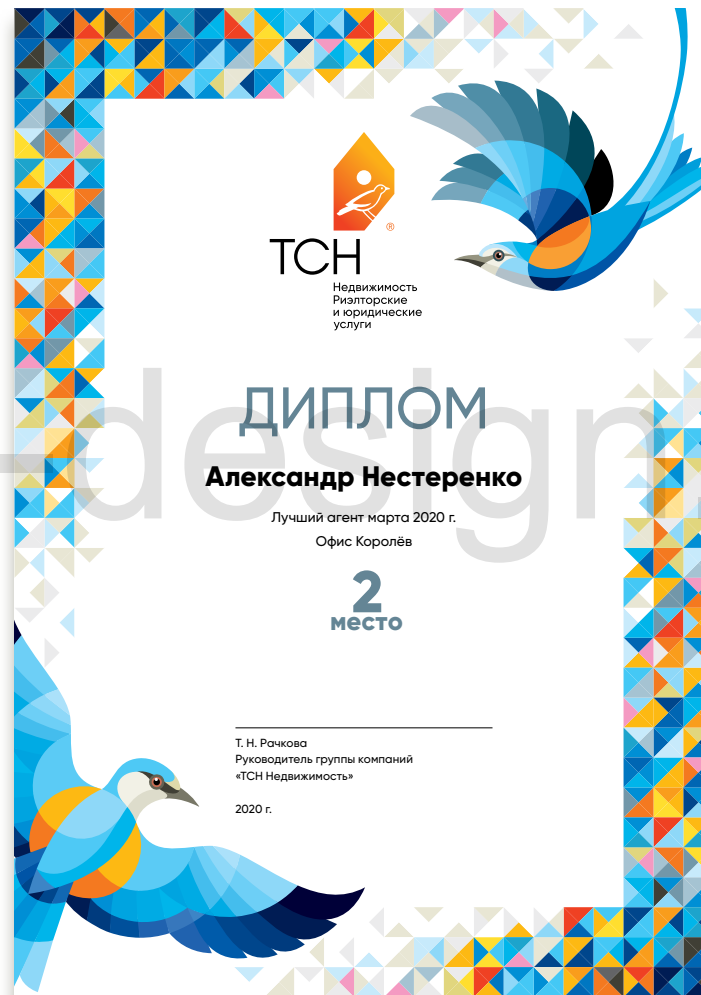 ТСН
®
Недвижимость
Риэлторские
и юридические
услуги
ДИПЛОМ
-design
Александр Нестеренко
Лучший агент марта 2020 г.
Офис Королёв
2
место
Т. Н. Рачкова
Руководитель группы компаний
«ТСН Недвижимость»
2020 г.